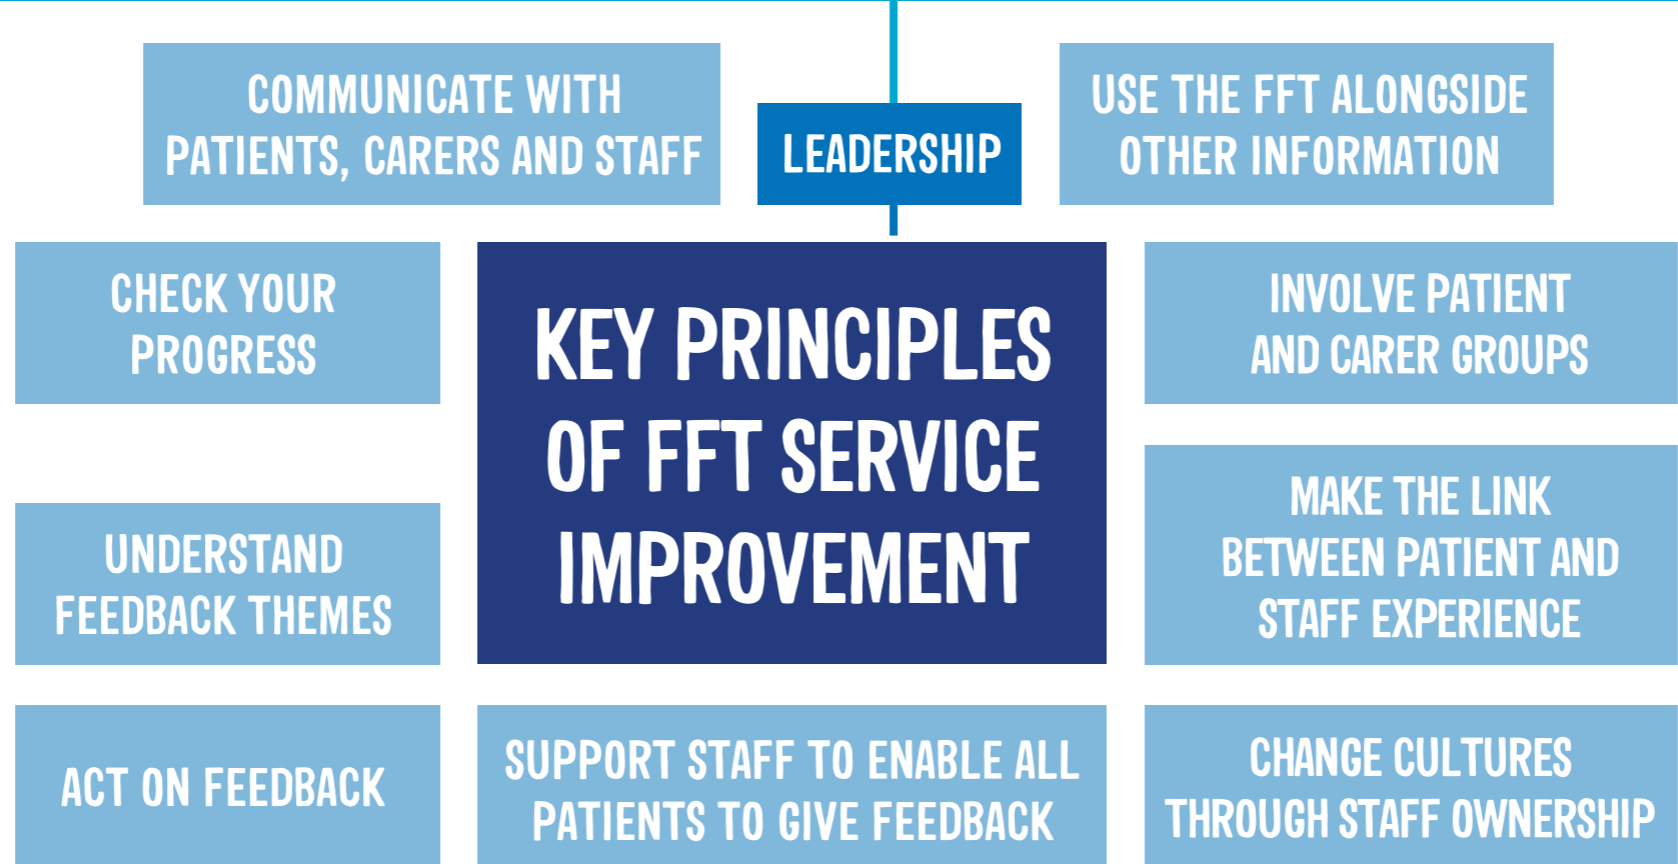 COMMUNICATE WITH
PATIENTS, CARERS AND STAFF
LEADERSHIP
USE THE FFT ALONGSIDE
OTHER INFORMATION
CHECK YOUR
PROGRESS
KEY PRINCIPLES
OF FFT SERVICE
IMPROVEMENT
INVOLVE PATIENT
AND CARER GROUPS
UNDERSTAND
FEEDBACK THEMES
MAKE THE LINK
BETWEEN PATIENT AND
STAFF EXPERIENCE
ACT ON FEEDBACK
SUPPORT STAFF TO ENABLE ALL
PATIENTS TO GIVE FEEDBACK
CHANGE CULTURES
THROUGH STAFF OWNERSHIP